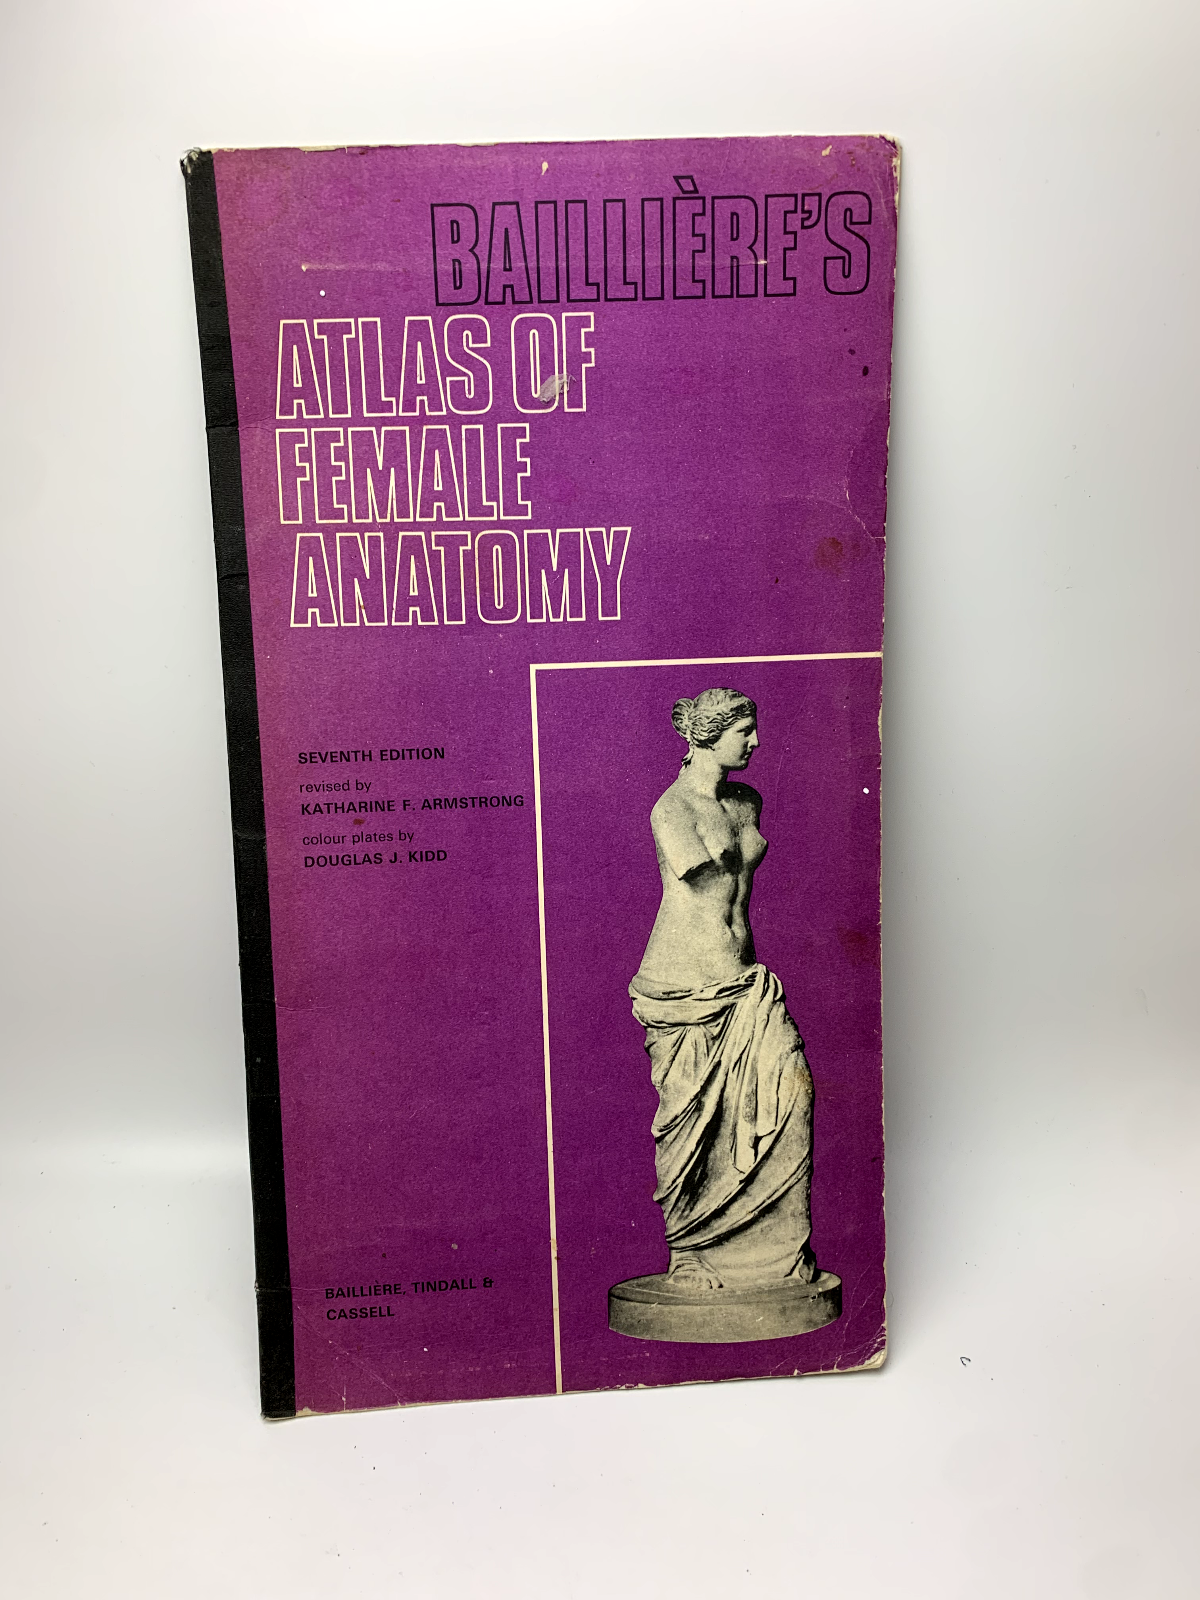 BAILLIÈRE'S
ATLAS OF
FEMALE
ANATOMY
SEVENTH EDITION
revised by
KATHARINE F. ARMSTRONG
colour plates by
DOUGLAS J. KIDD
BAILLIÈRE, TINDALL &
CASSELL